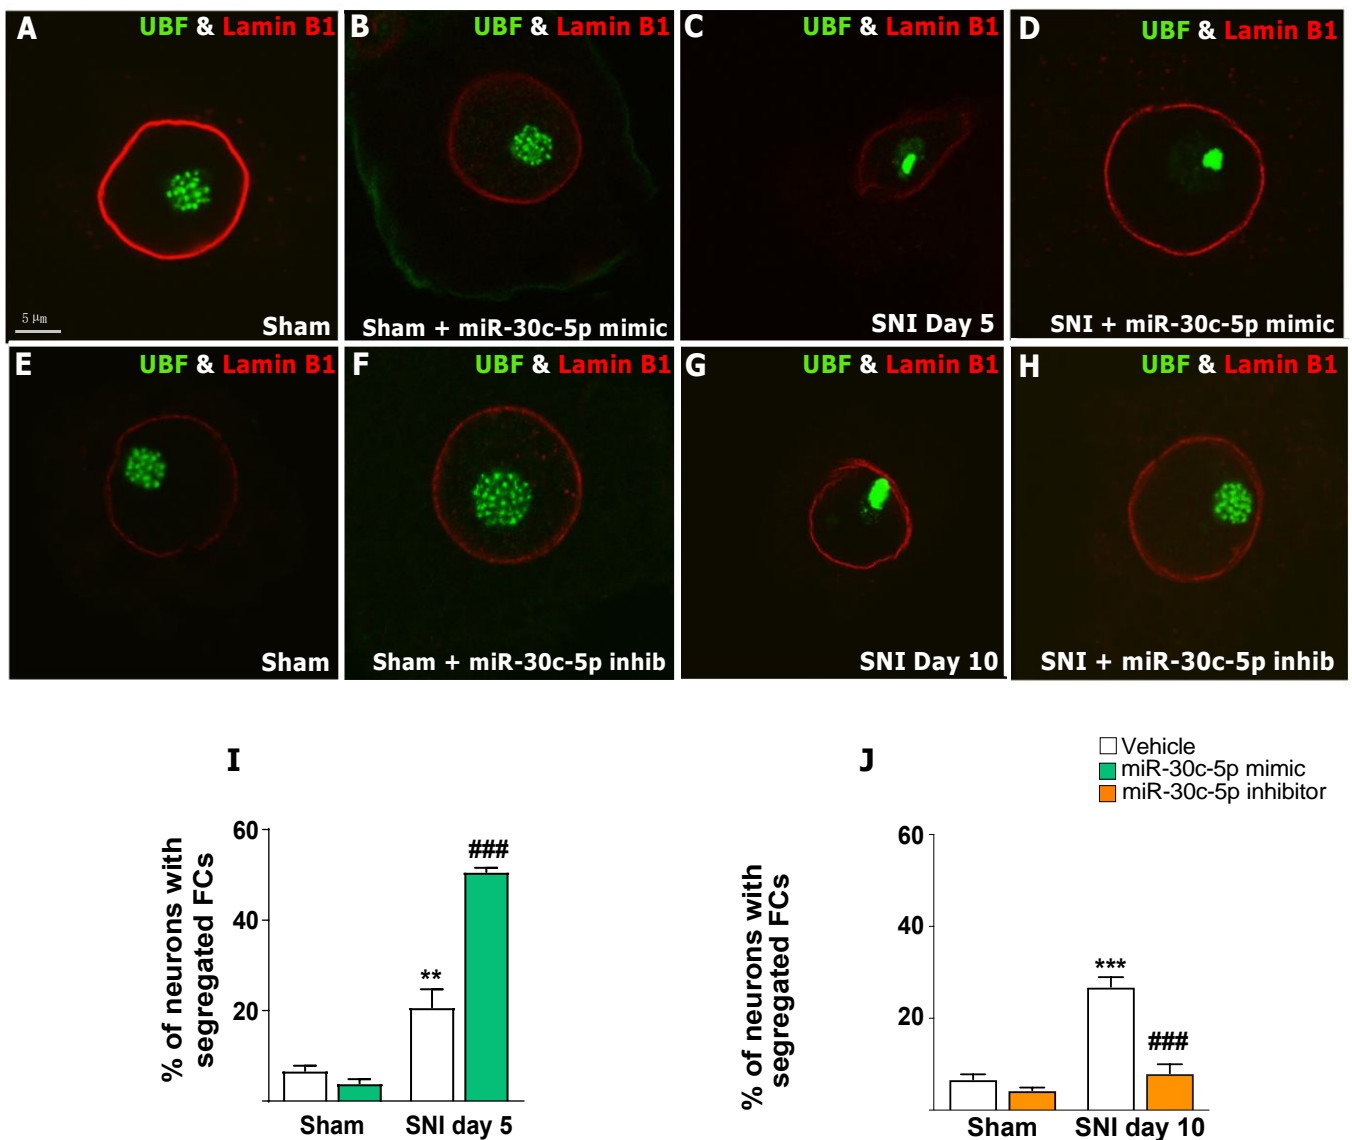 A
UBF & Lamin B1
5 μm
Sham
B
UBF & Lamin B1
Sham + miR-30c-5p mimic
C
UBF & Lamin B1
SNI Day 5
D
UBF & Lamin B1
SNI + miR-30c-5p mimic
E
UBF & Lamin B1
Sham
F
UBF & Lamin B1
Sham + miR-30c-5p inhib
G
UBF & Lamin B1
SNI Day 10
H
UBF & Lamin B1
SNI + miR-30c-5p inhib
I
% of neurons with
segregated FCs
60
40
20
**
###
Sham
SNI day 5
J
Vehicle
miR-30c-5p mimic
miR-30c-5p inhibitor
% of neurons with
segregated FCs
60
40
20
***
###
Sham
SNI day 10